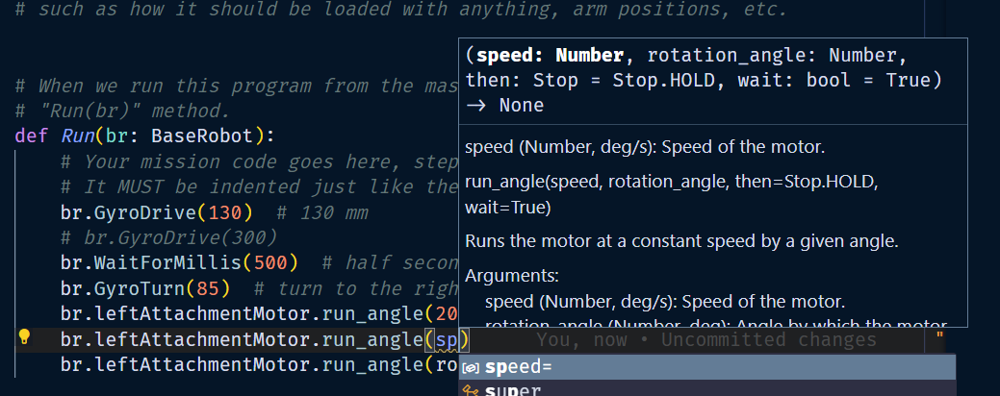 # such as how it should be loaded with anything, arm positions, etc.
(speed: Number, rotation_angle: Number,
then: Stop = Stop.HOLD, wait: bool = True)
-> None
# When we run this program from the mas
# "Run(br)" method.
def Run(br: BaseRobot):
speed (Number, deg/s): Speed of the motor.
# Your mission code goes here, step
run_angle(speed, rotation_angle, then=Stop.HOLD,
wait=True)
# It MUST be indented just like the
br.GyroDrive(130)  # 130 mm
Runs the motor at a constant speed by a given angle.
# br.GyroDrive(300)
br.WaitForMillis(500)  # half secon
Arguments:
br.GyroTurn(85)  # turn to the righ
speed (Number, deg/s): Speed of the motor.
br.leftAttachmentMotor.run_angle(20
rotation_angle (Number, deg): Angle by which the motor
br.leftAttachmentMotor.run_angle(sp)    You, now • Uncommitted changes    "
br.leftAttachmentMotor.run_angle(ro
speed=
super